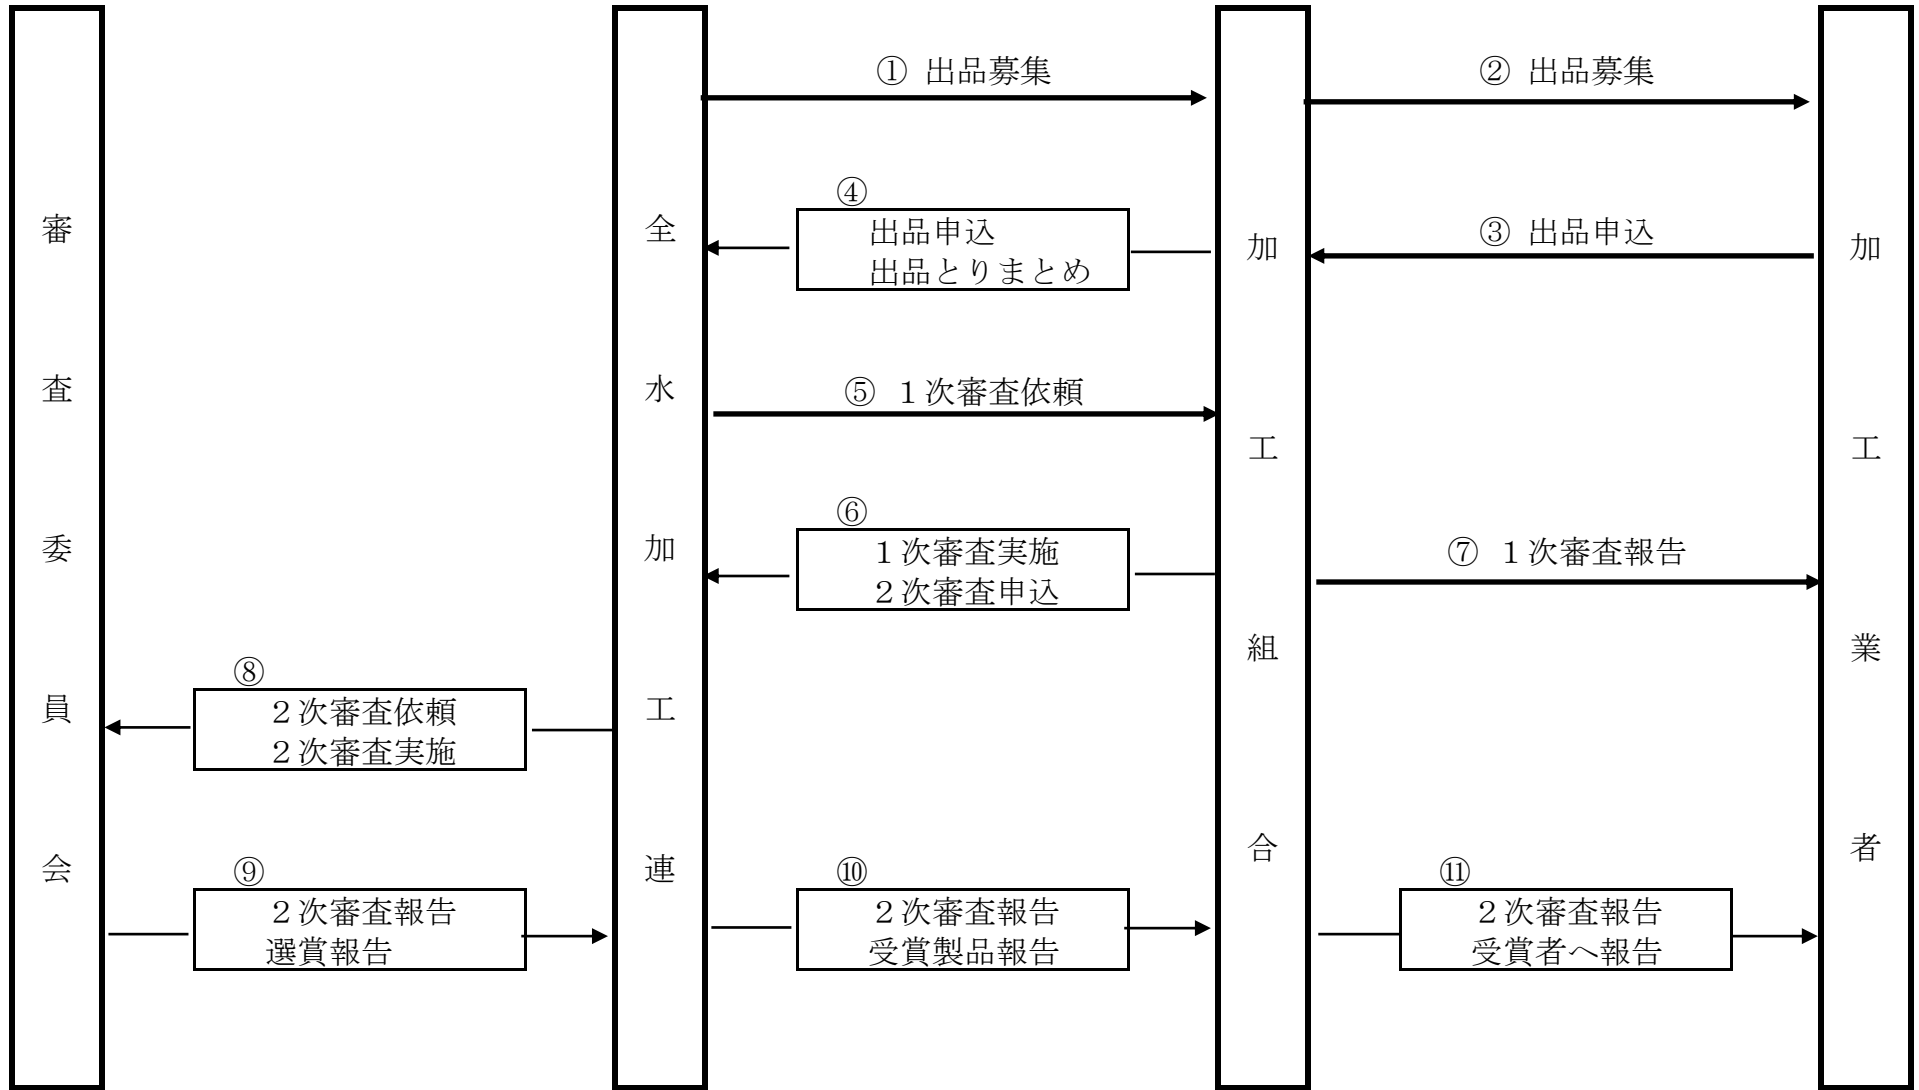 審査委員会
全水加工連
加工組合
加工業者
① 出品募集
② 出品募集
③ 出品申込
④
出品申込
出品とりまとめ
⑤ １次審査依頼
⑥
１次審査実施
２次審査申込
⑦ １次審査報告
⑧
２次審査依頼
２次審査実施
⑨
２次審査報告
選賞報告
⑩
２次審査報告
受賞製品報告
⑪
２次審査報告
受賞者へ報告